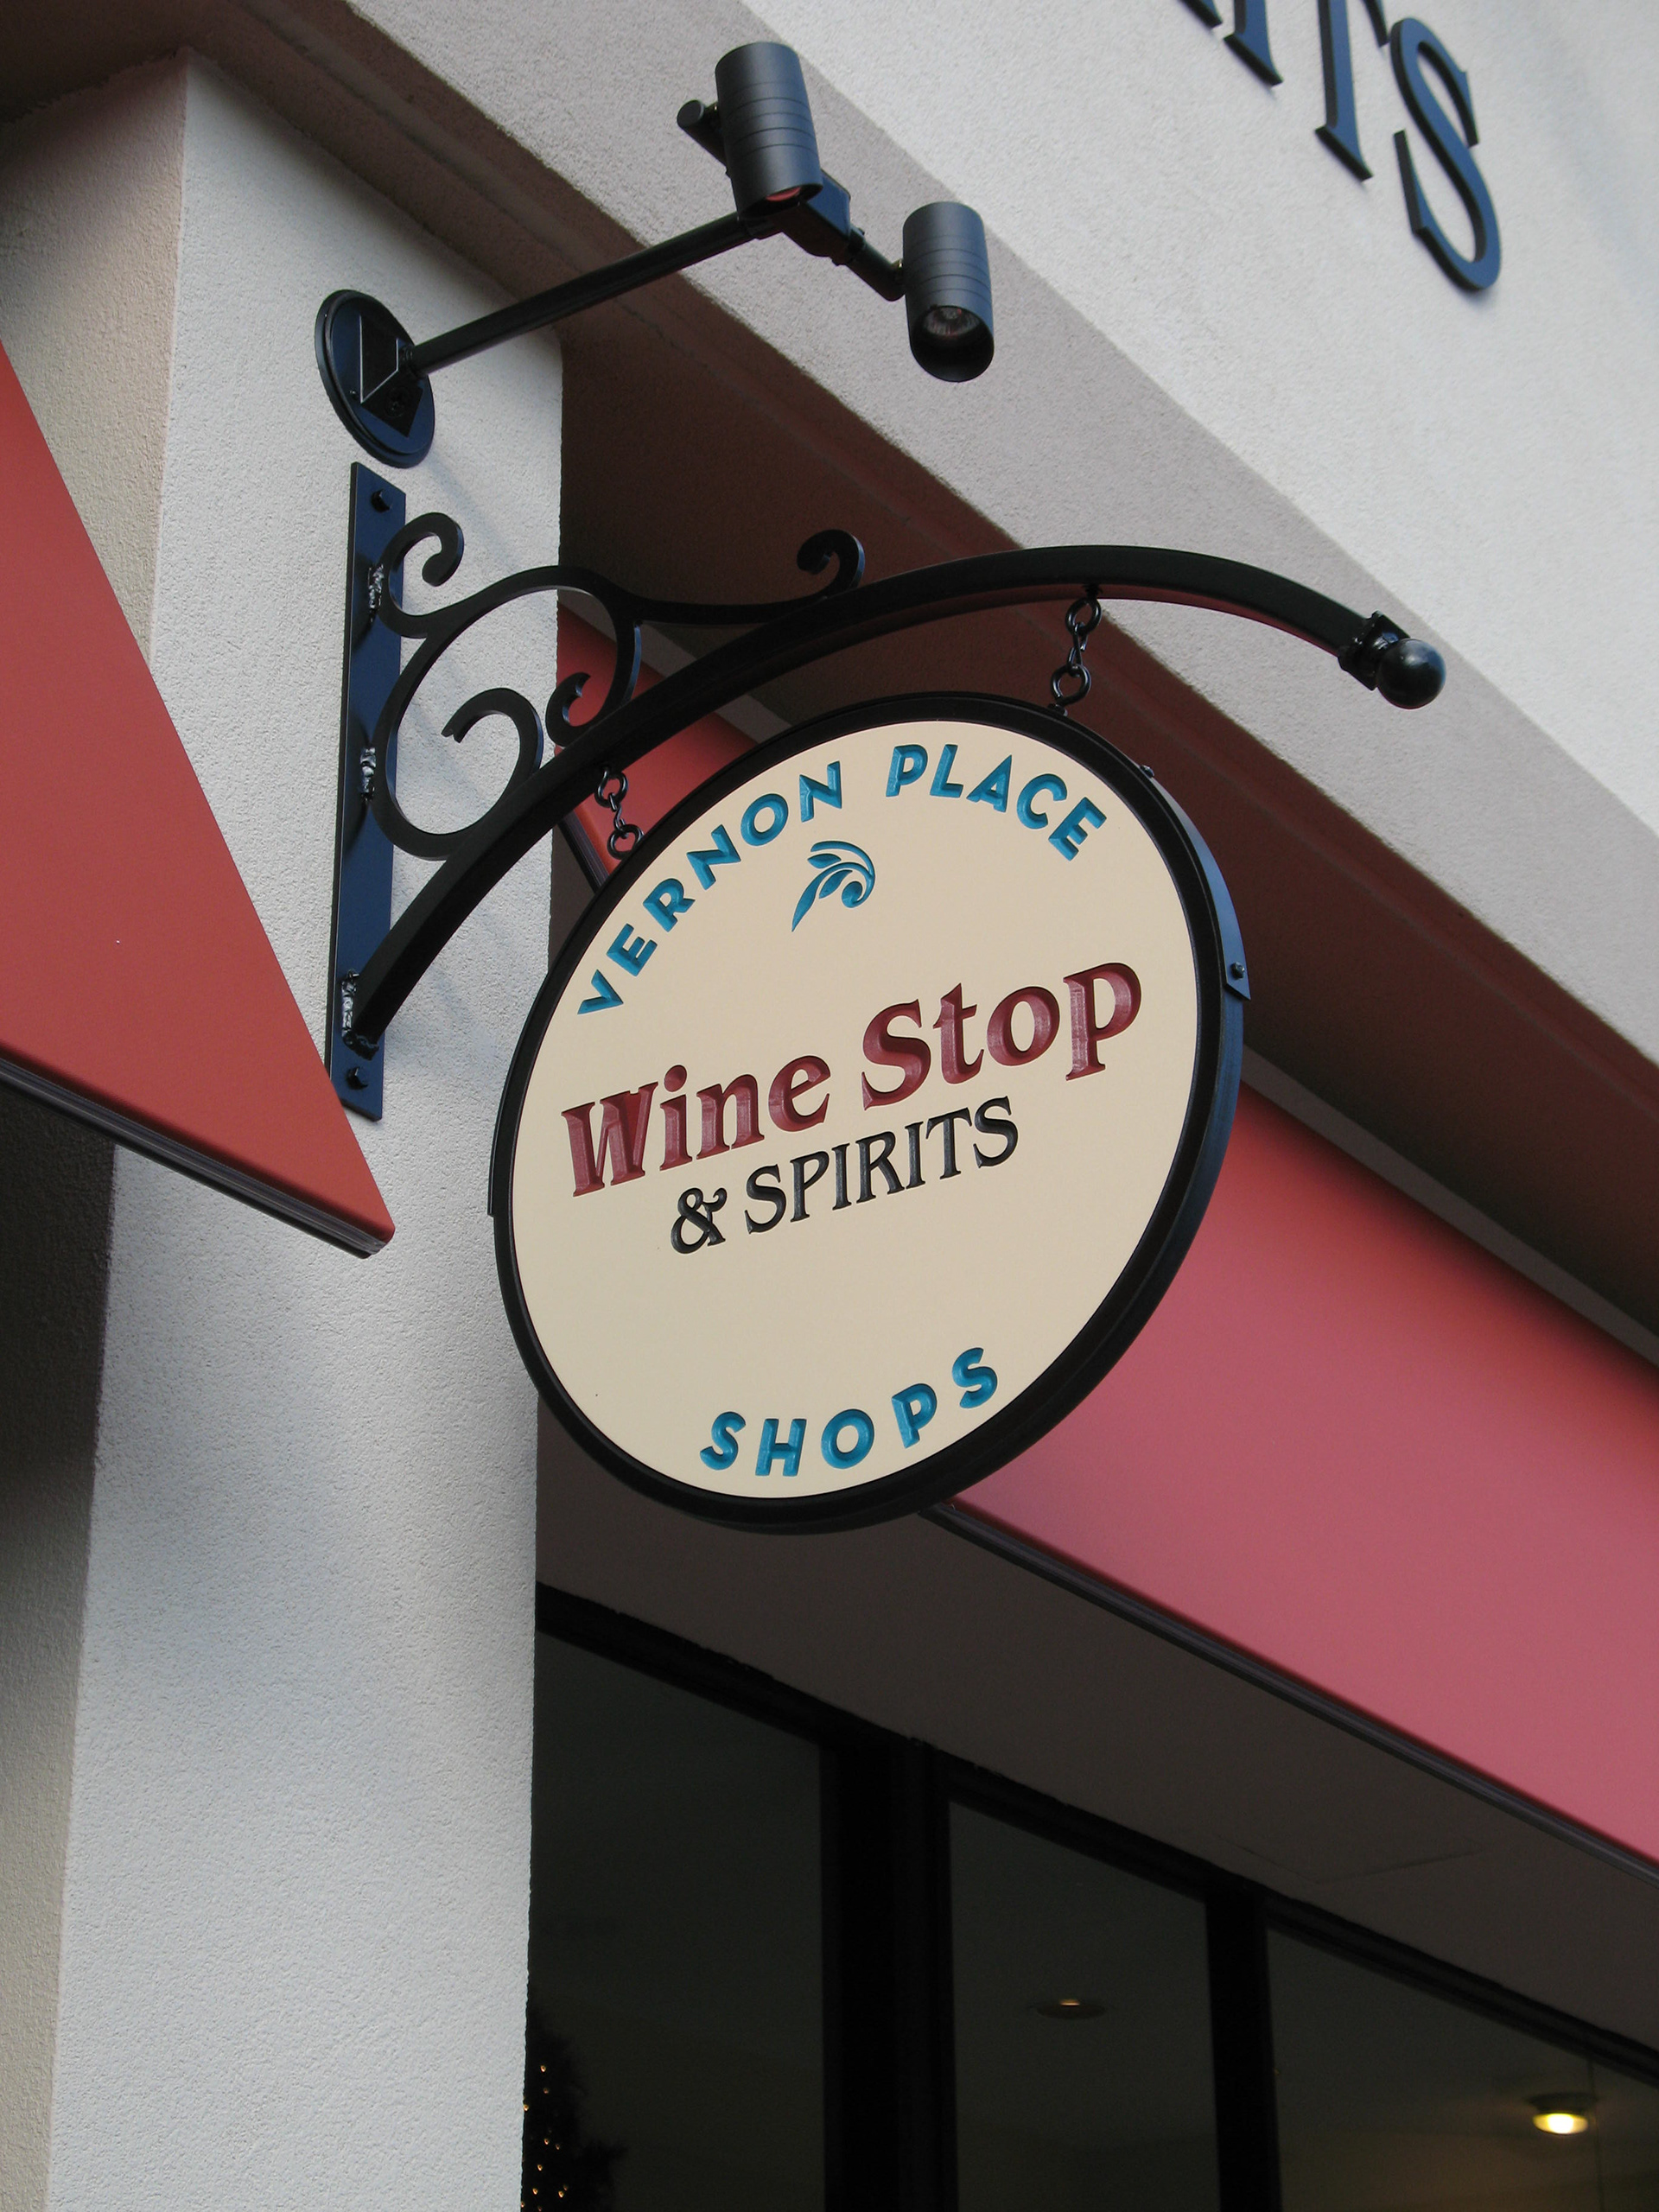 VERNON PLACE
Wine Stop
& SPIRITS
SHOPS